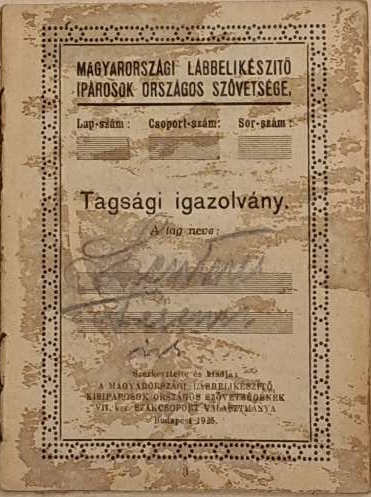 MAGYARORSZÁGI LÁBBELIKÉSZITŐ
IPAROSOK ORSZÁGOS SZÖVETSÉGE.
Lap-szám: Csoport-szám: Sor-szám:
Tagsági igazolvány.
A tag neve:
Szerkesztette és kiadja:
A MAGYARORSZÁGI LÁBBELIKÉSZITŐ
KISIPAROSOK ORSZÁGOS SZÖVETSÉGÉNEK
VII. ker. SZAKCSOPORT VÁLASZTMÁNYA
Budapest 1925.